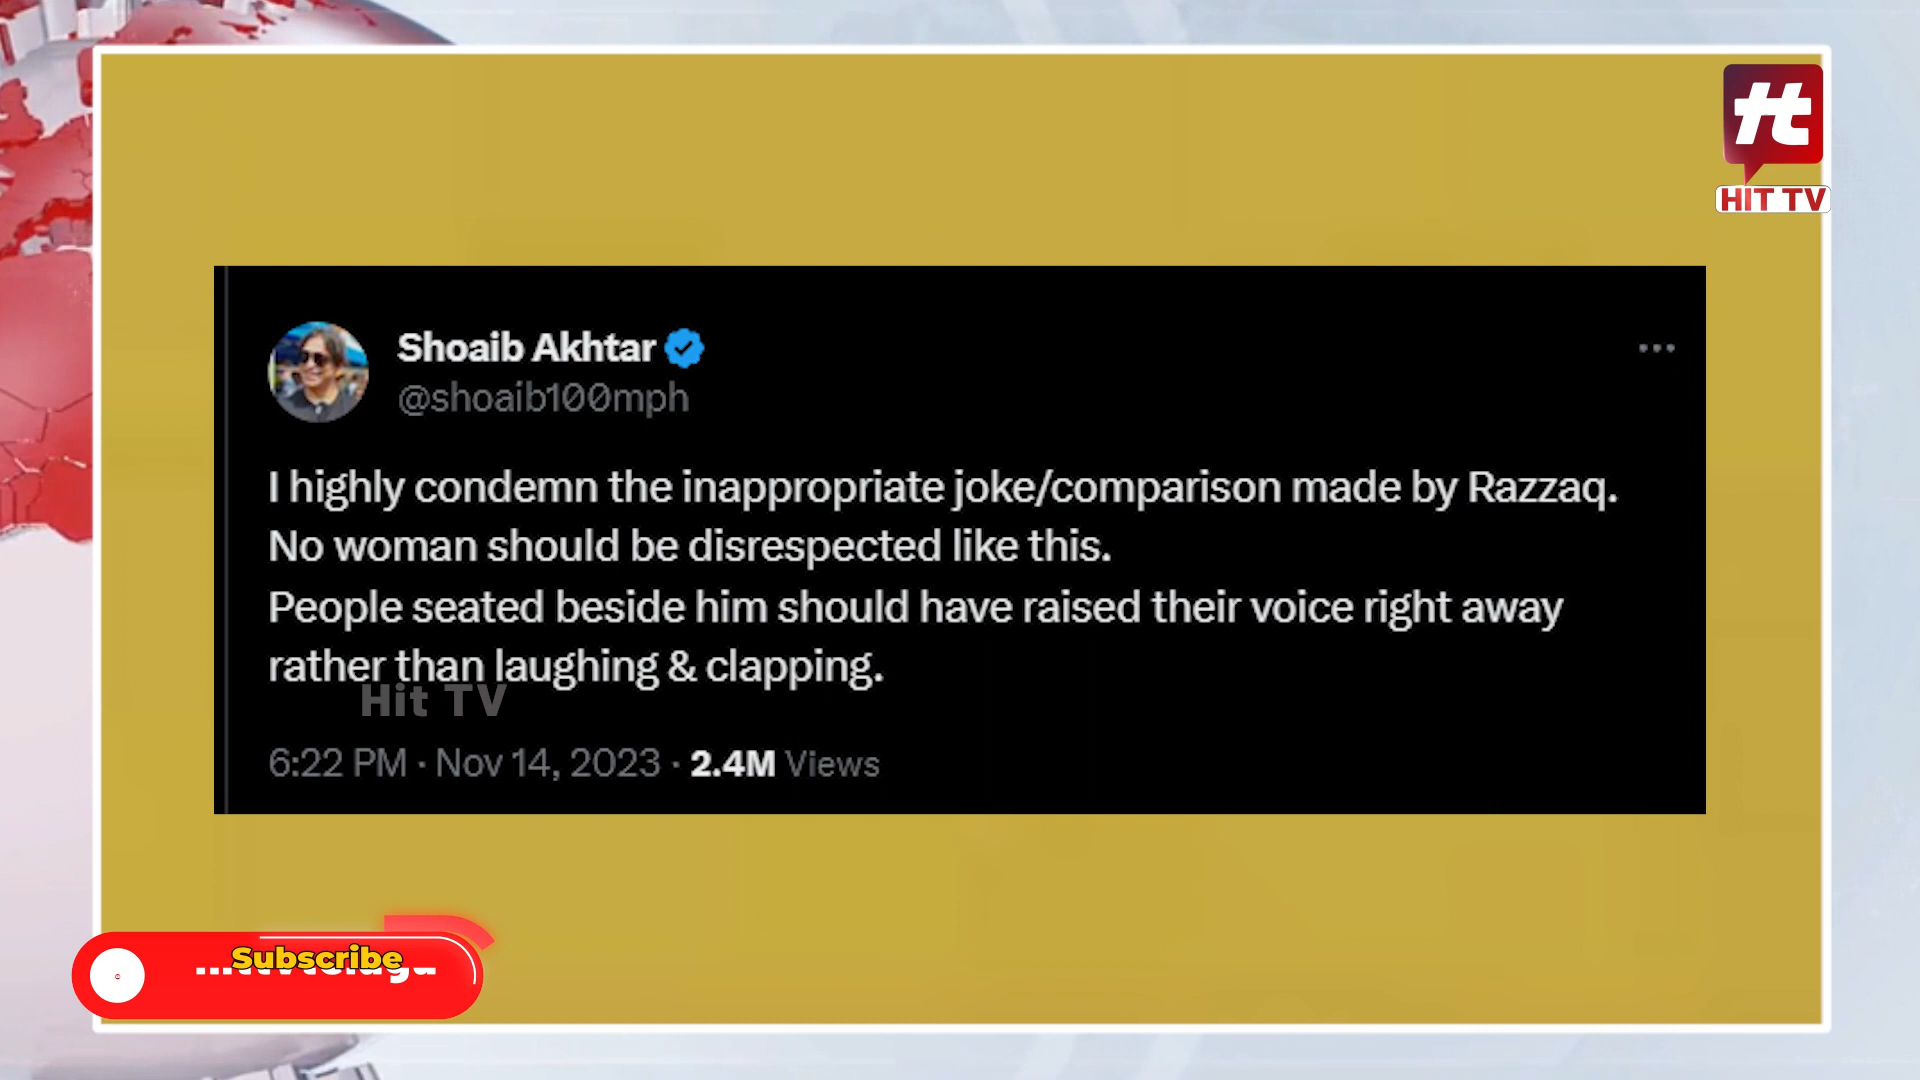 HIT TV
Shoaib Akhtar
@shoaib100mph
I highly condemn the inappropriate joke/comparison made by Razzaq.
No woman should be disrespected like this.
People seated beside him should have raised their voice right away
rather than laughing & clapping.
Hit TV
6:22 PM · Nov 14, 2023 · 2.4M Views
Subscribe